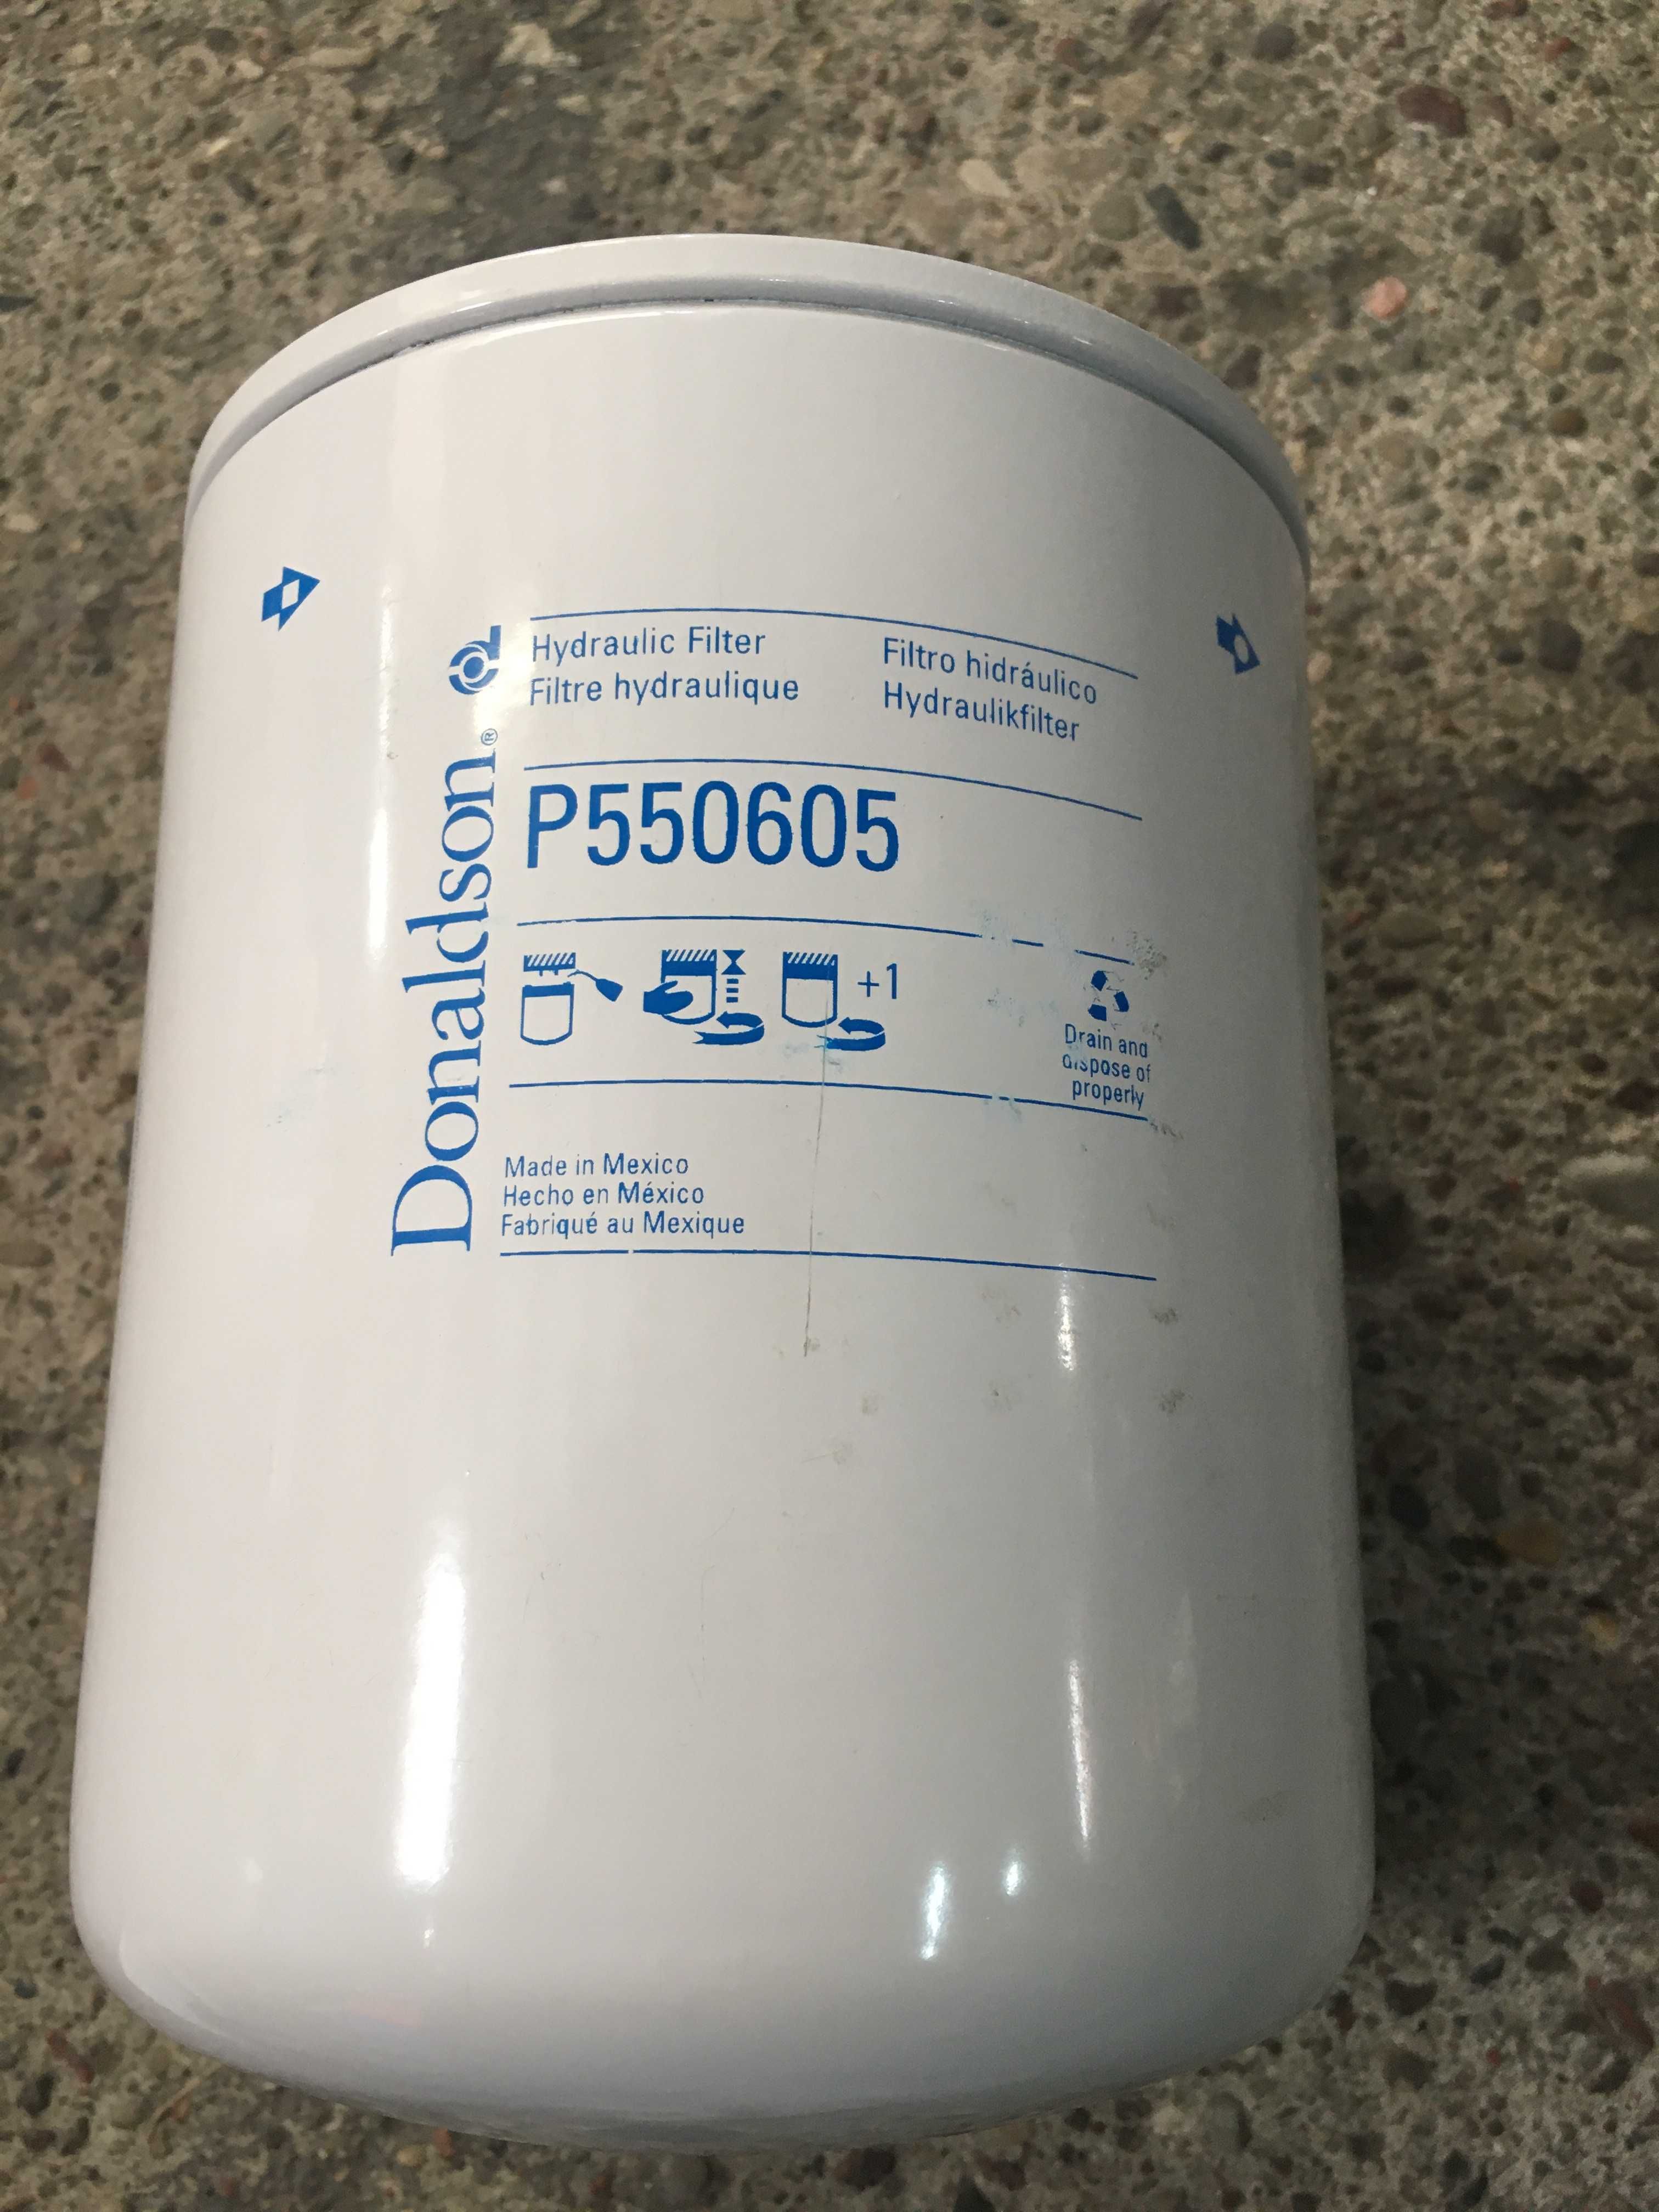 Hydraulic Filter
Filtre hydraulique
Filtro hidráulico
Hydraulikfilter
Donaldson®
P550605
+1
Drain and
dispose of
properly
Made in Mexico
Hecho en México
Fabriqué au Mexique